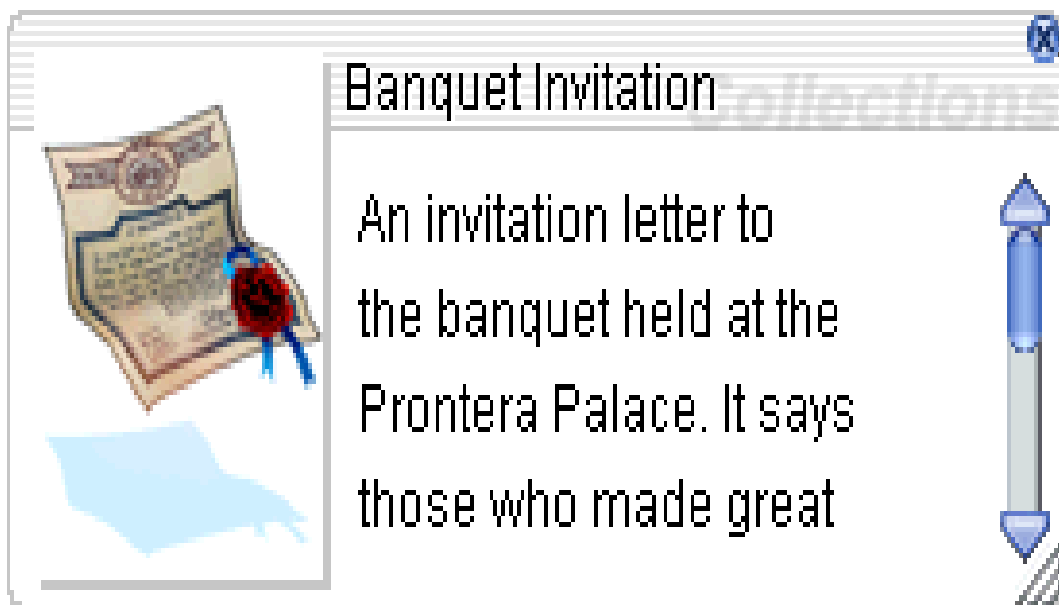 Banquet Invitation
Collections
An invitation letter to
the banquet held at the
Prontera Palace. It says
those who made great